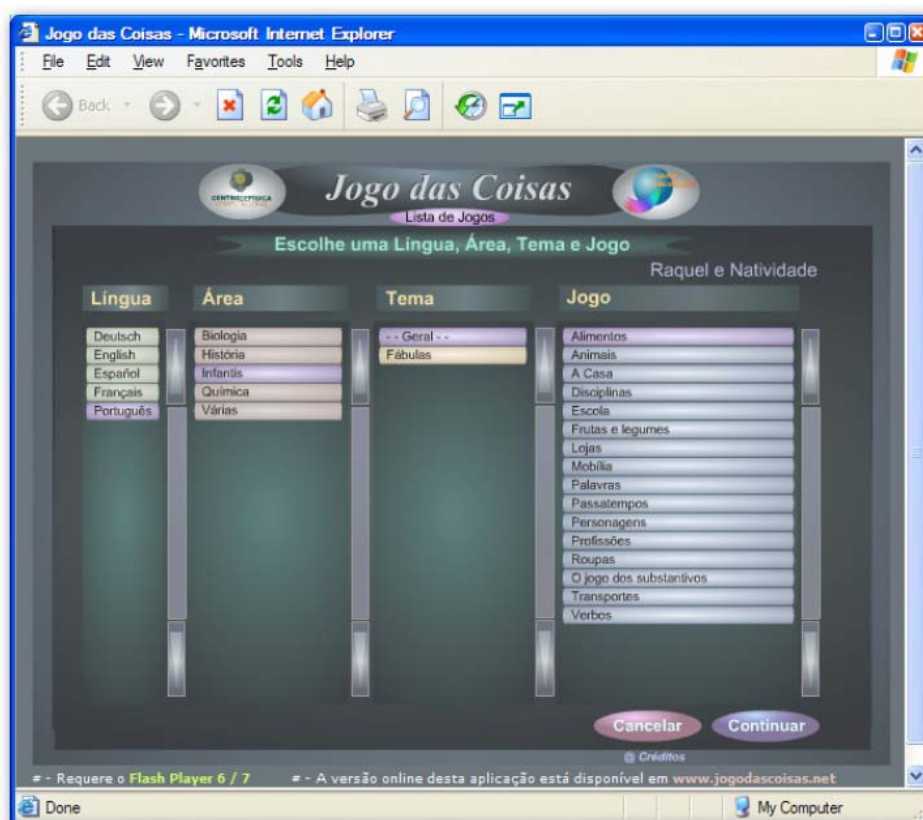 Jogo das Coisas - Microsoft Internet Explorer
File Edit View Favorites Tools Help
Back
Jogo das Coisas
Lista de Jogos
Escolhe uma Língua, Área, Tema e Jogo
Raquel e Natividade
Língua Área Tema Jogo
Deutsch Biologia - - Geral - - Alimentos
English História Fábulas Animais
Español Infantis A Casa
Français Química Disciplinas
Português Várias Escola
Frutas e legumes
Lojas
Mobília
Palavras
Passatempos
Personagens
Profissões
Roupas
O jogo dos substantivos
Transportes
Verbos
Cancelar Continuar
@ Créditos
# - Requere o Flash Player 6 / 7 # - A versão online desta aplicação está disponível em www.jogodascoisas.net
Done My Computer